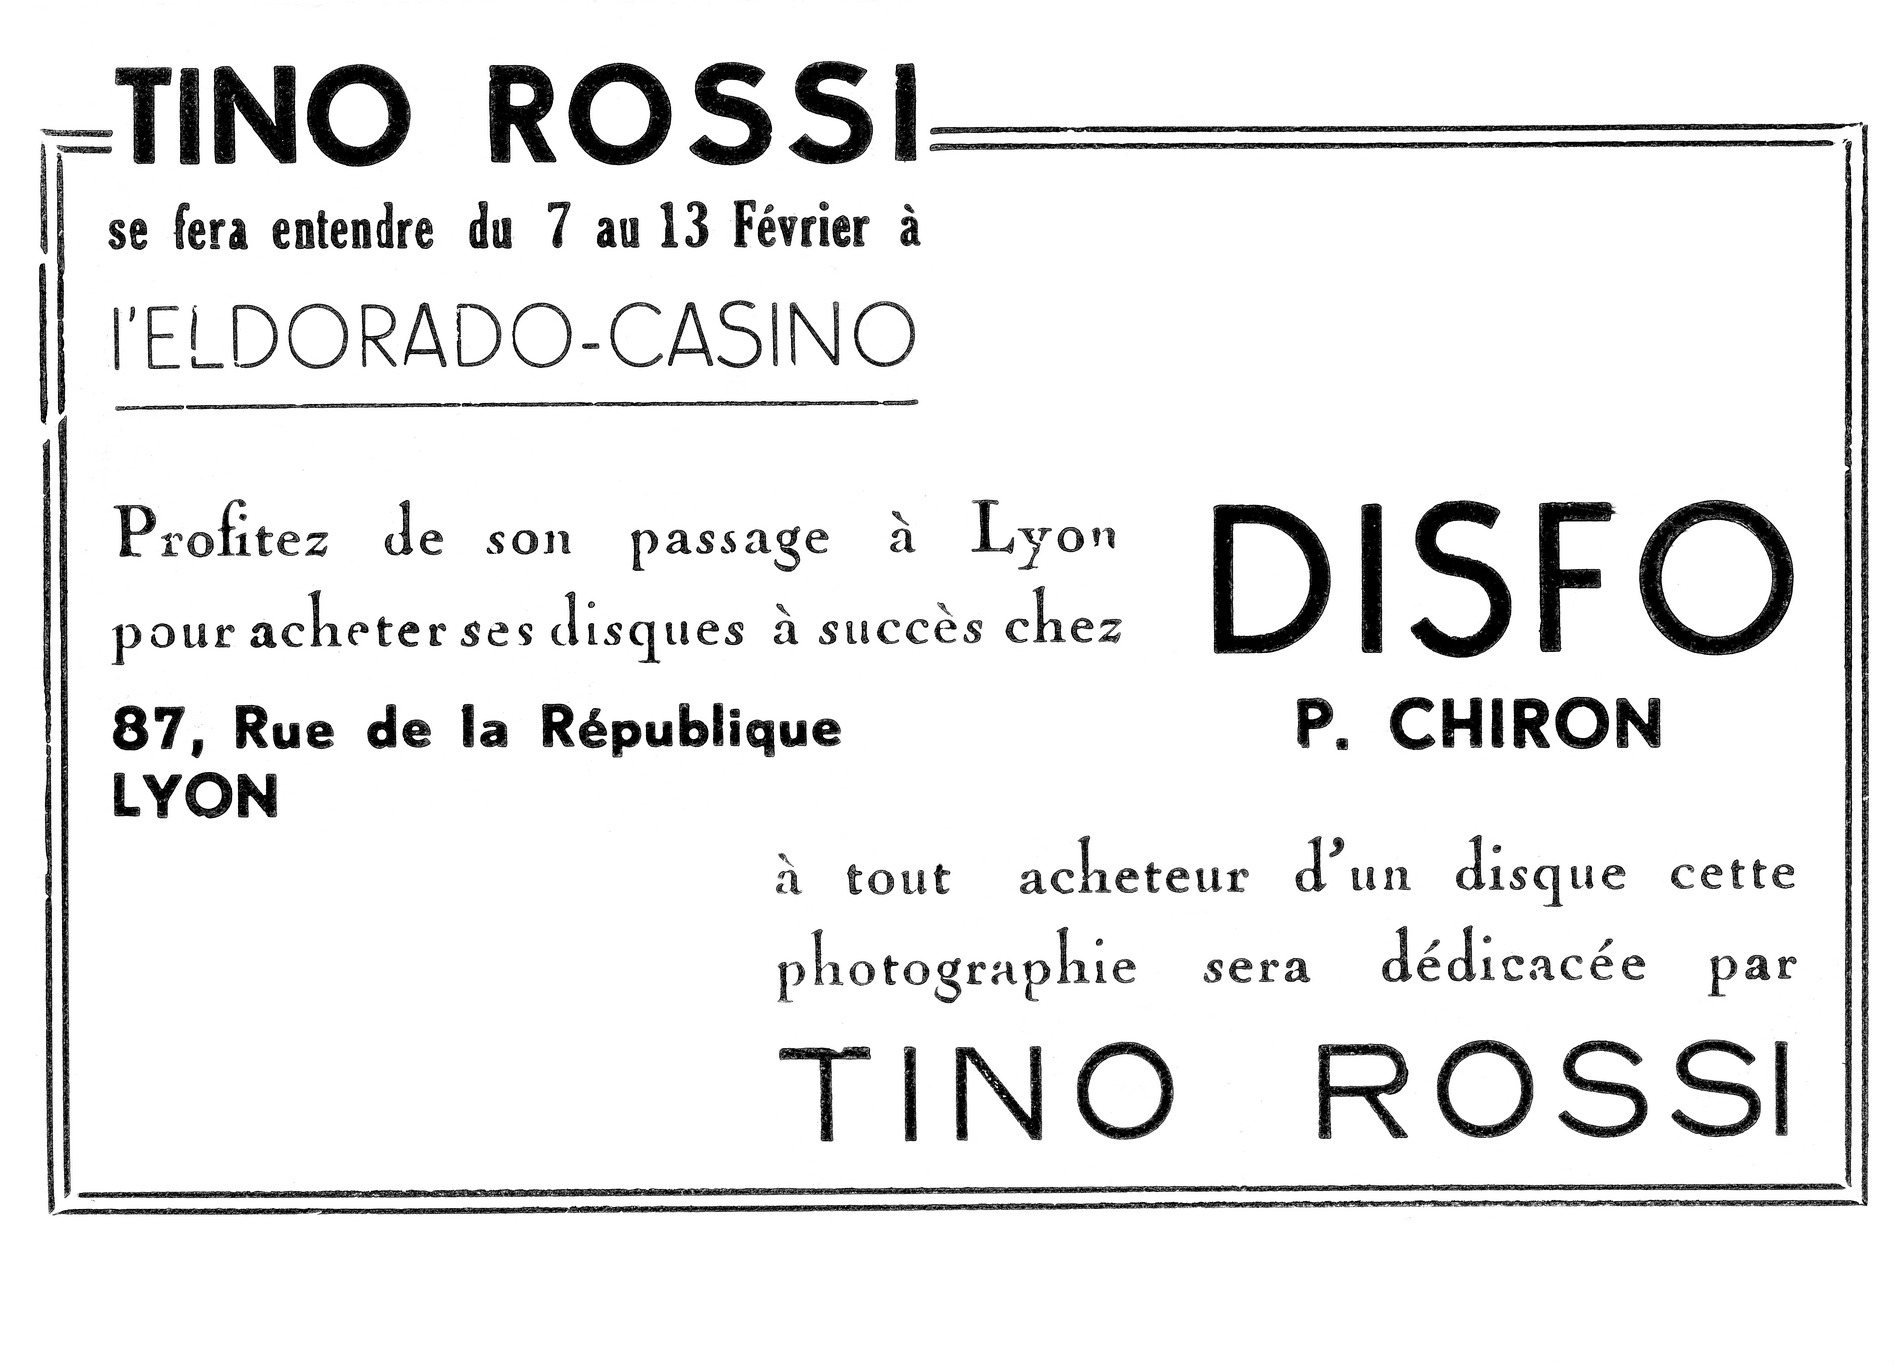 TINO ROSSI
se fera entendre du 7 au 13 Février à
l'ELDORADO-CASINO
Profitez de son passage à Lyon
pour acheter ses disques à succès chez
DISFO
P. CHIRON
87, Rue de la République
LYON
à tout acheteur d'un disque cette
photographie sera dédicacée par
TINO ROSSI